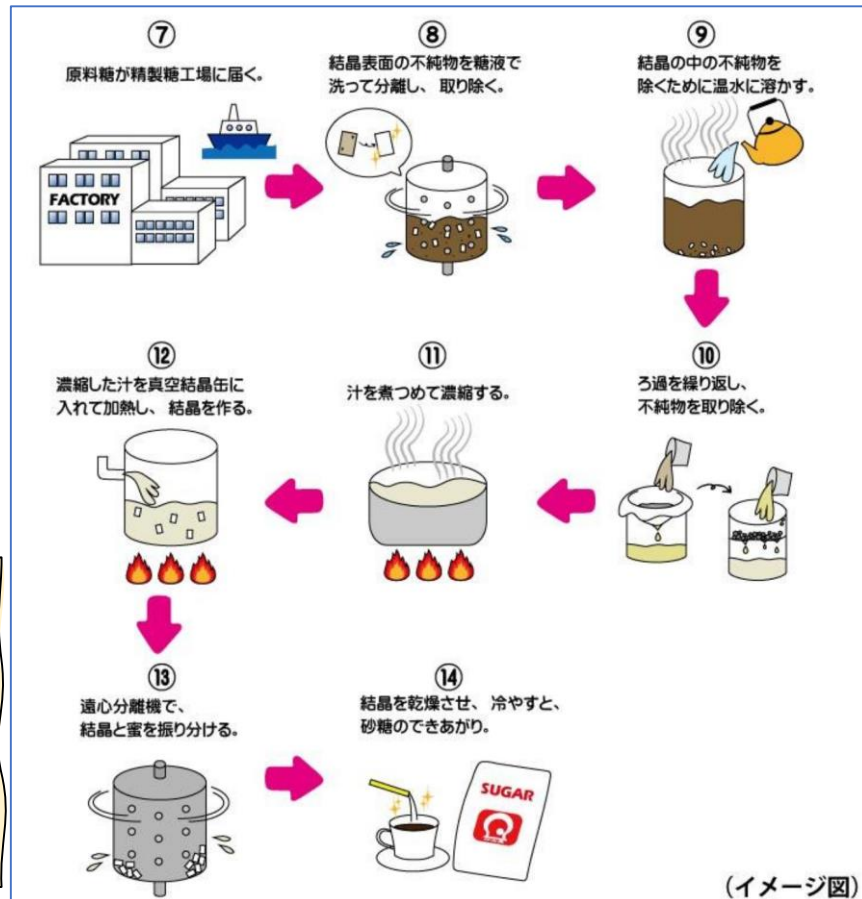 ⑦
原料糖が精製糖工場に届く。
FACTORY
⑧
結晶表面の不純物を糖液で
洗って分離し、取り除く。
⑨
結晶の中の不純物を
除くために温水に溶かす。
⑩
ろ過を繰り返し、
不純物を取り除く。
⑪
汁を煮つめて濃縮する。
⑫
濃縮した汁を真空結晶缶に
入れて加熱し、結晶を作る。
⑬
遠心分離機で、
結晶と蜜を振り分ける。
⑭
結晶を乾燥させ、冷やすと、
砂糖のできあがり。
SUGAR
(イメージ図)